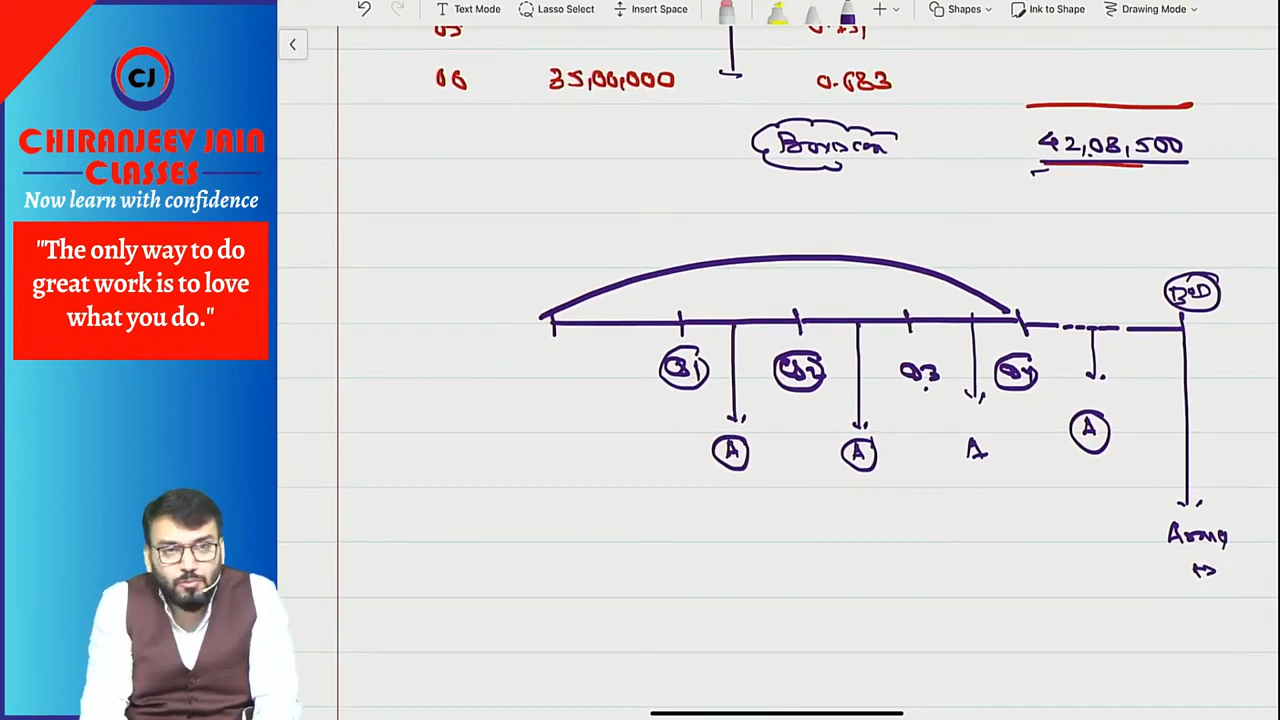 Text Mode Lasso Select Insert Space Shapes Ink to Shape Drawing Mode
CJ
CHIRANJEEV JAIN
CLASSES
Now learn with confidence
"The only way to do
great work is to love
what you do."
06 35,00,000 0.683
42,08,500
Q1 Q2 Q3 Q4
A A A A